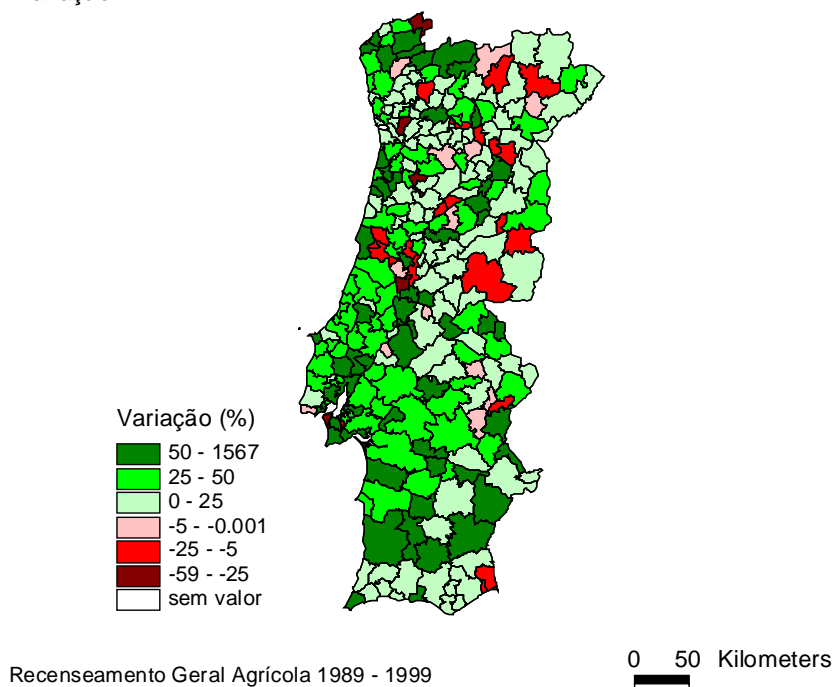 Variação (%)
50 - 1567
25 - 50
0 - 25
-5 - -0.001
-25 - -5
-59 - -25
sem valor
0 50 Kilometers
Recenseamento Geral Agrícola 1989 - 1999